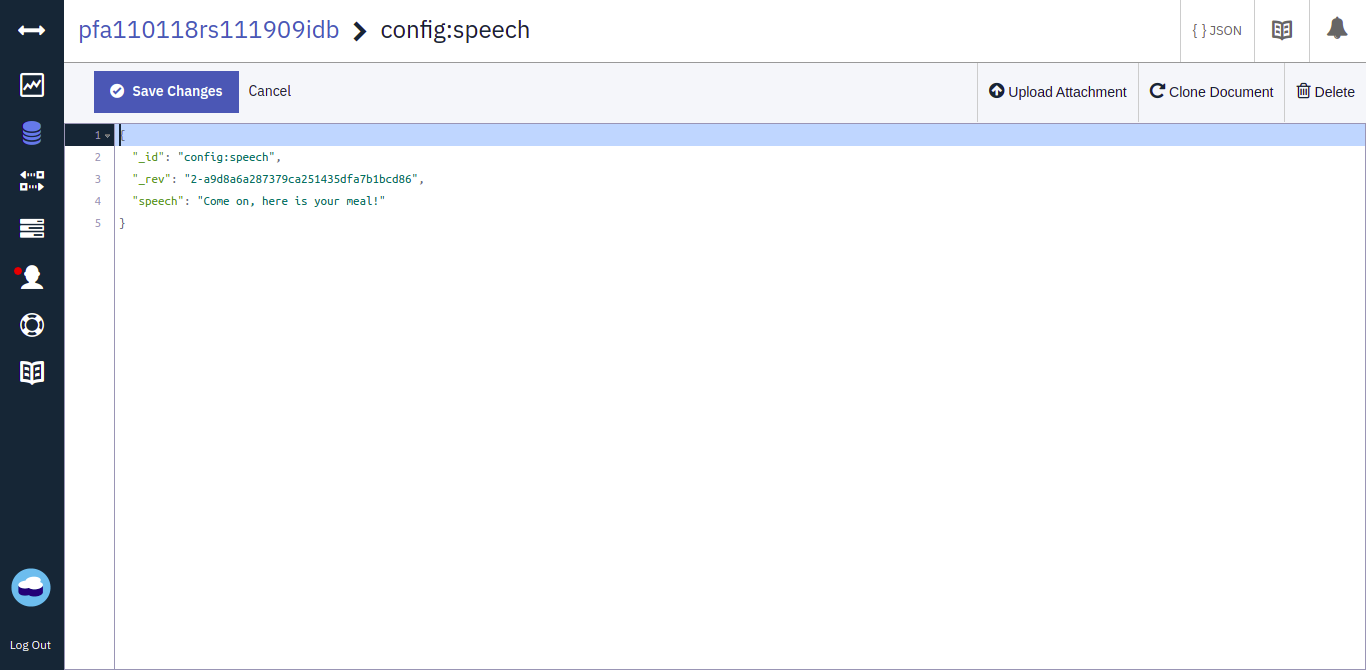 pfa110118rs111909idb > config:speech
{ } JSON
Save Changes
Cancel
Upload Attachment
Clone Document
Delete
1 {
2 "_id": "config:speech",
3 "_rev": "2-a9d8a6a287379ca251435dfa7b1bcd86",
4 "speech": "Come on, here is your meal!"
5 }
Log Out